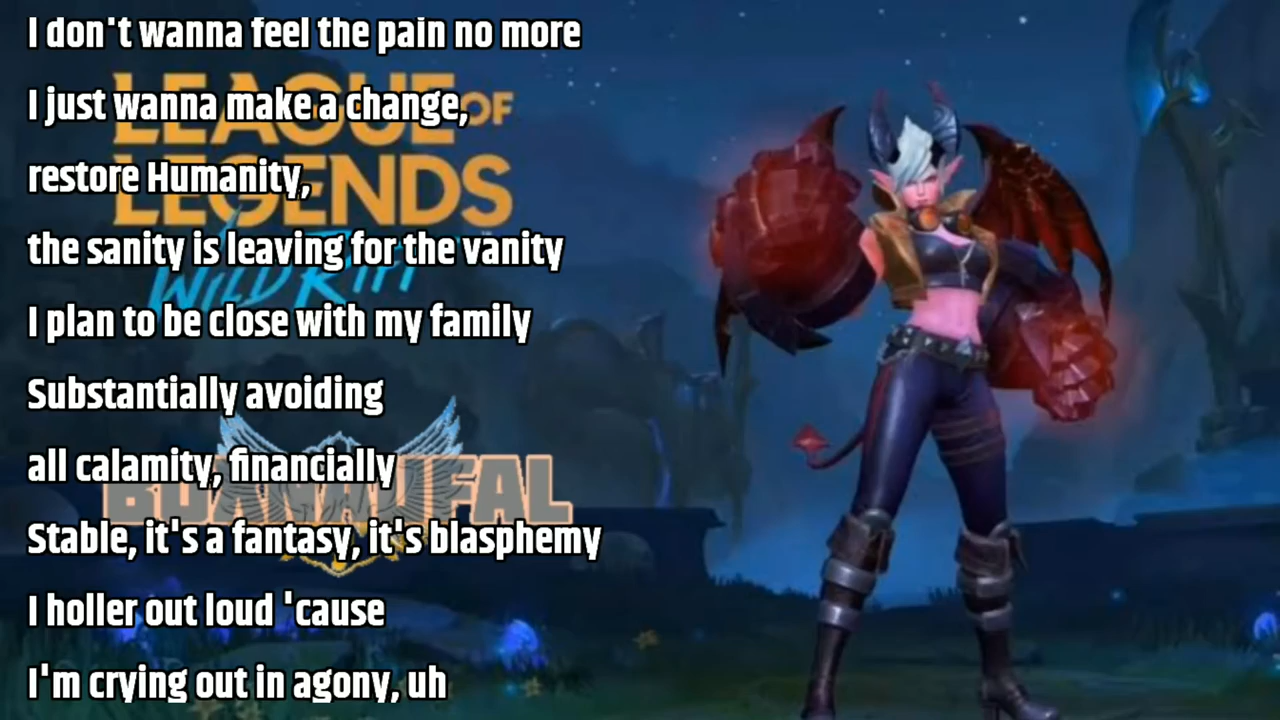 I don't wanna feel the pain no more
LEAGUE OF
I just wanna make a change,
restore Humanity,
LEGENDS
the sanity is leaving for the vanity
WILD RIFT
I plan to be close with my family
Substantially avoiding
all calamity, financially
BUANAUFAL
Stable, it's a fantasy, it's blasphemy
I holler out loud 'cause
I'm crying out in agony, uh